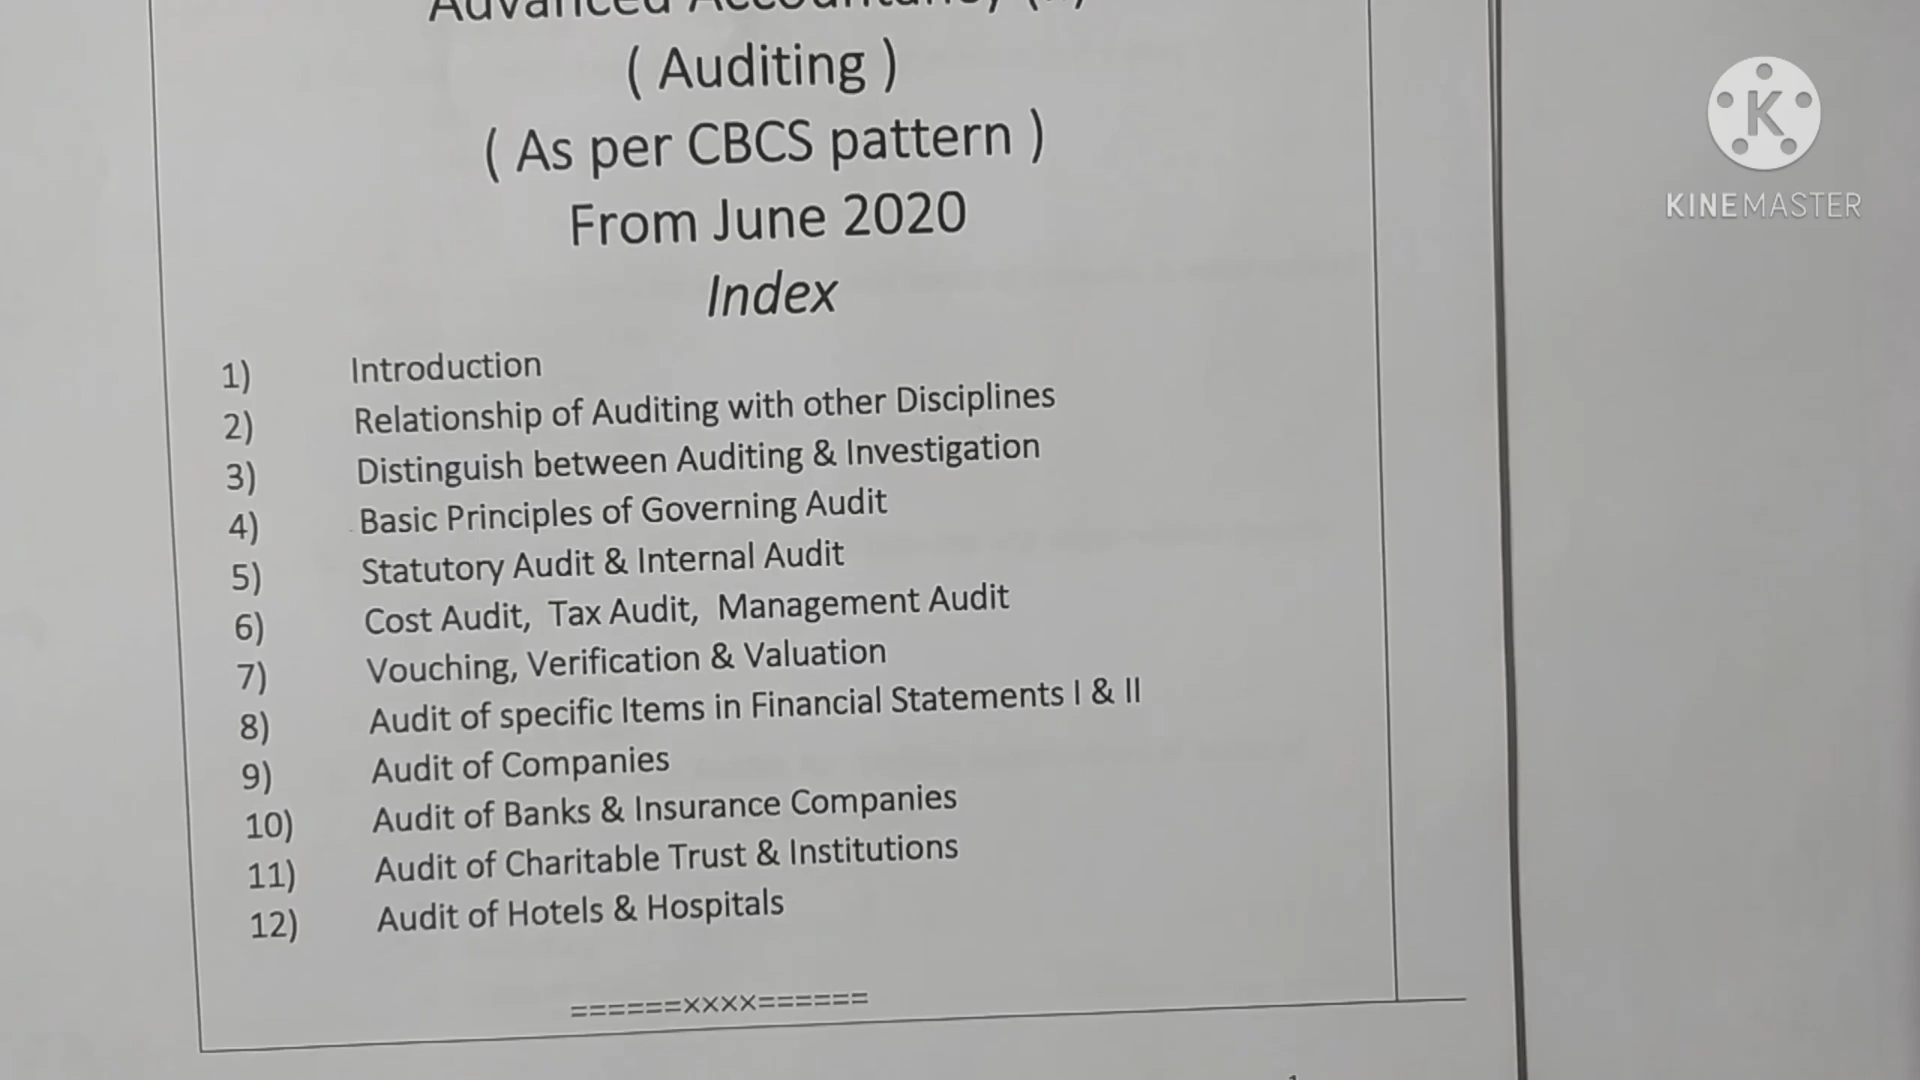 Advanced Accountancy
( Auditing )
( As per CBCS pattern )
From June 2020
Index
1) Introduction
2) Relationship of Auditing with other Disciplines
3) Distinguish between Auditing & Investigation
4) Basic Principles of Governing Audit
5) Statutory Audit & Internal Audit
6) Cost Audit, Tax Audit, Management Audit
7) Vouching, Verification & Valuation
8) Audit of specific Items in Financial Statements I & II
9) Audit of Companies
10) Audit of Banks & Insurance Companies
11) Audit of Charitable Trust & Institutions
12) Audit of Hotels & Hospitals
======xxxx======
K
KINEMASTER